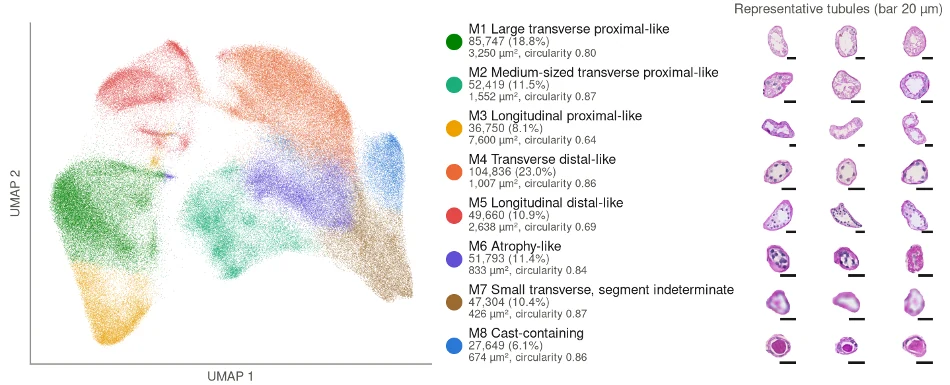 Representative tubules (bar 20 µm)
M1 Large transverse proximal-like
85,747 (18.8%)
3,250 µm², circularity 0.80
M2 Medium-sized transverse proximal-like
52,419 (11.5%)
1,552 µm², circularity 0.87
M3 Longitudinal proximal-like
36,750 (8.1%)
7,600 µm², circularity 0.64
M4 Transverse distal-like
104,836 (23.0%)
1,007 µm², circularity 0.86
M5 Longitudinal distal-like
49,660 (10.9%)
2,638 µm², circularity 0.69
M6 Atrophy-like
51,793 (11.4%)
833 µm², circularity 0.84
M7 Small transverse, segment indeterminate
47,304 (10.4%)
426 µm², circularity 0.87
M8 Cast-containing
27,649 (6.1%)
674 µm², circularity 0.86
UMAP 2
UMAP 1